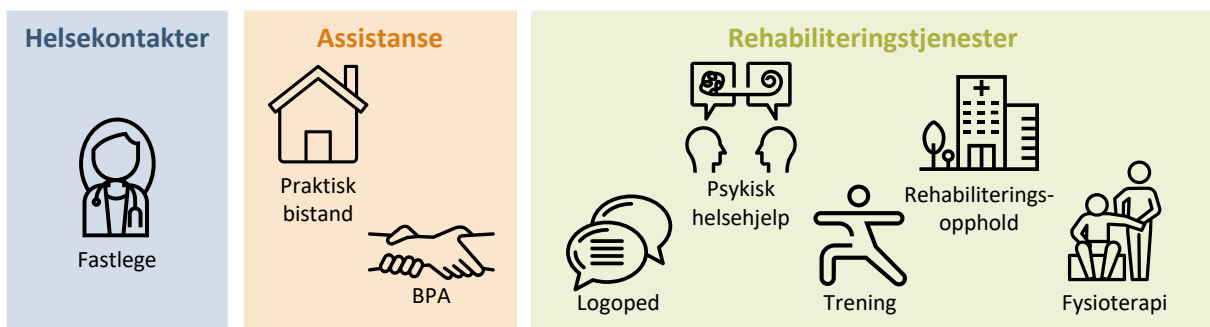 Helsekontakter
Fastlege
Assistanse
Praktisk
bistand
BPA
Rehabiliteringstjenester
Logoped
Psykisk
helsehjelp
Trening
Rehabiliterings-
opphold
Fysioterapi